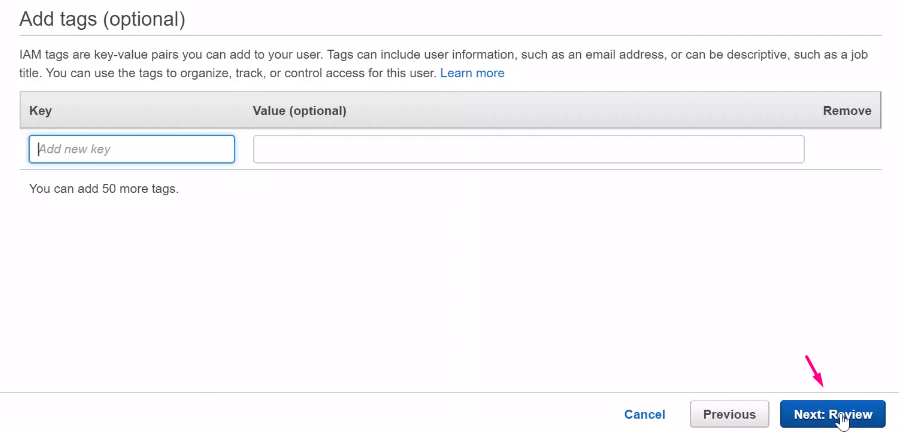 Add tags (optional)
IAM tags are key-value pairs you can add to your user. Tags can include user information, such as an email address, or can be descriptive, such as a job
title. You can use the tags to organize, track, or control access for this user. Learn more
Key Value (optional) Remove
Add new key
You can add 50 more tags.
Cancel Previous Next: Review